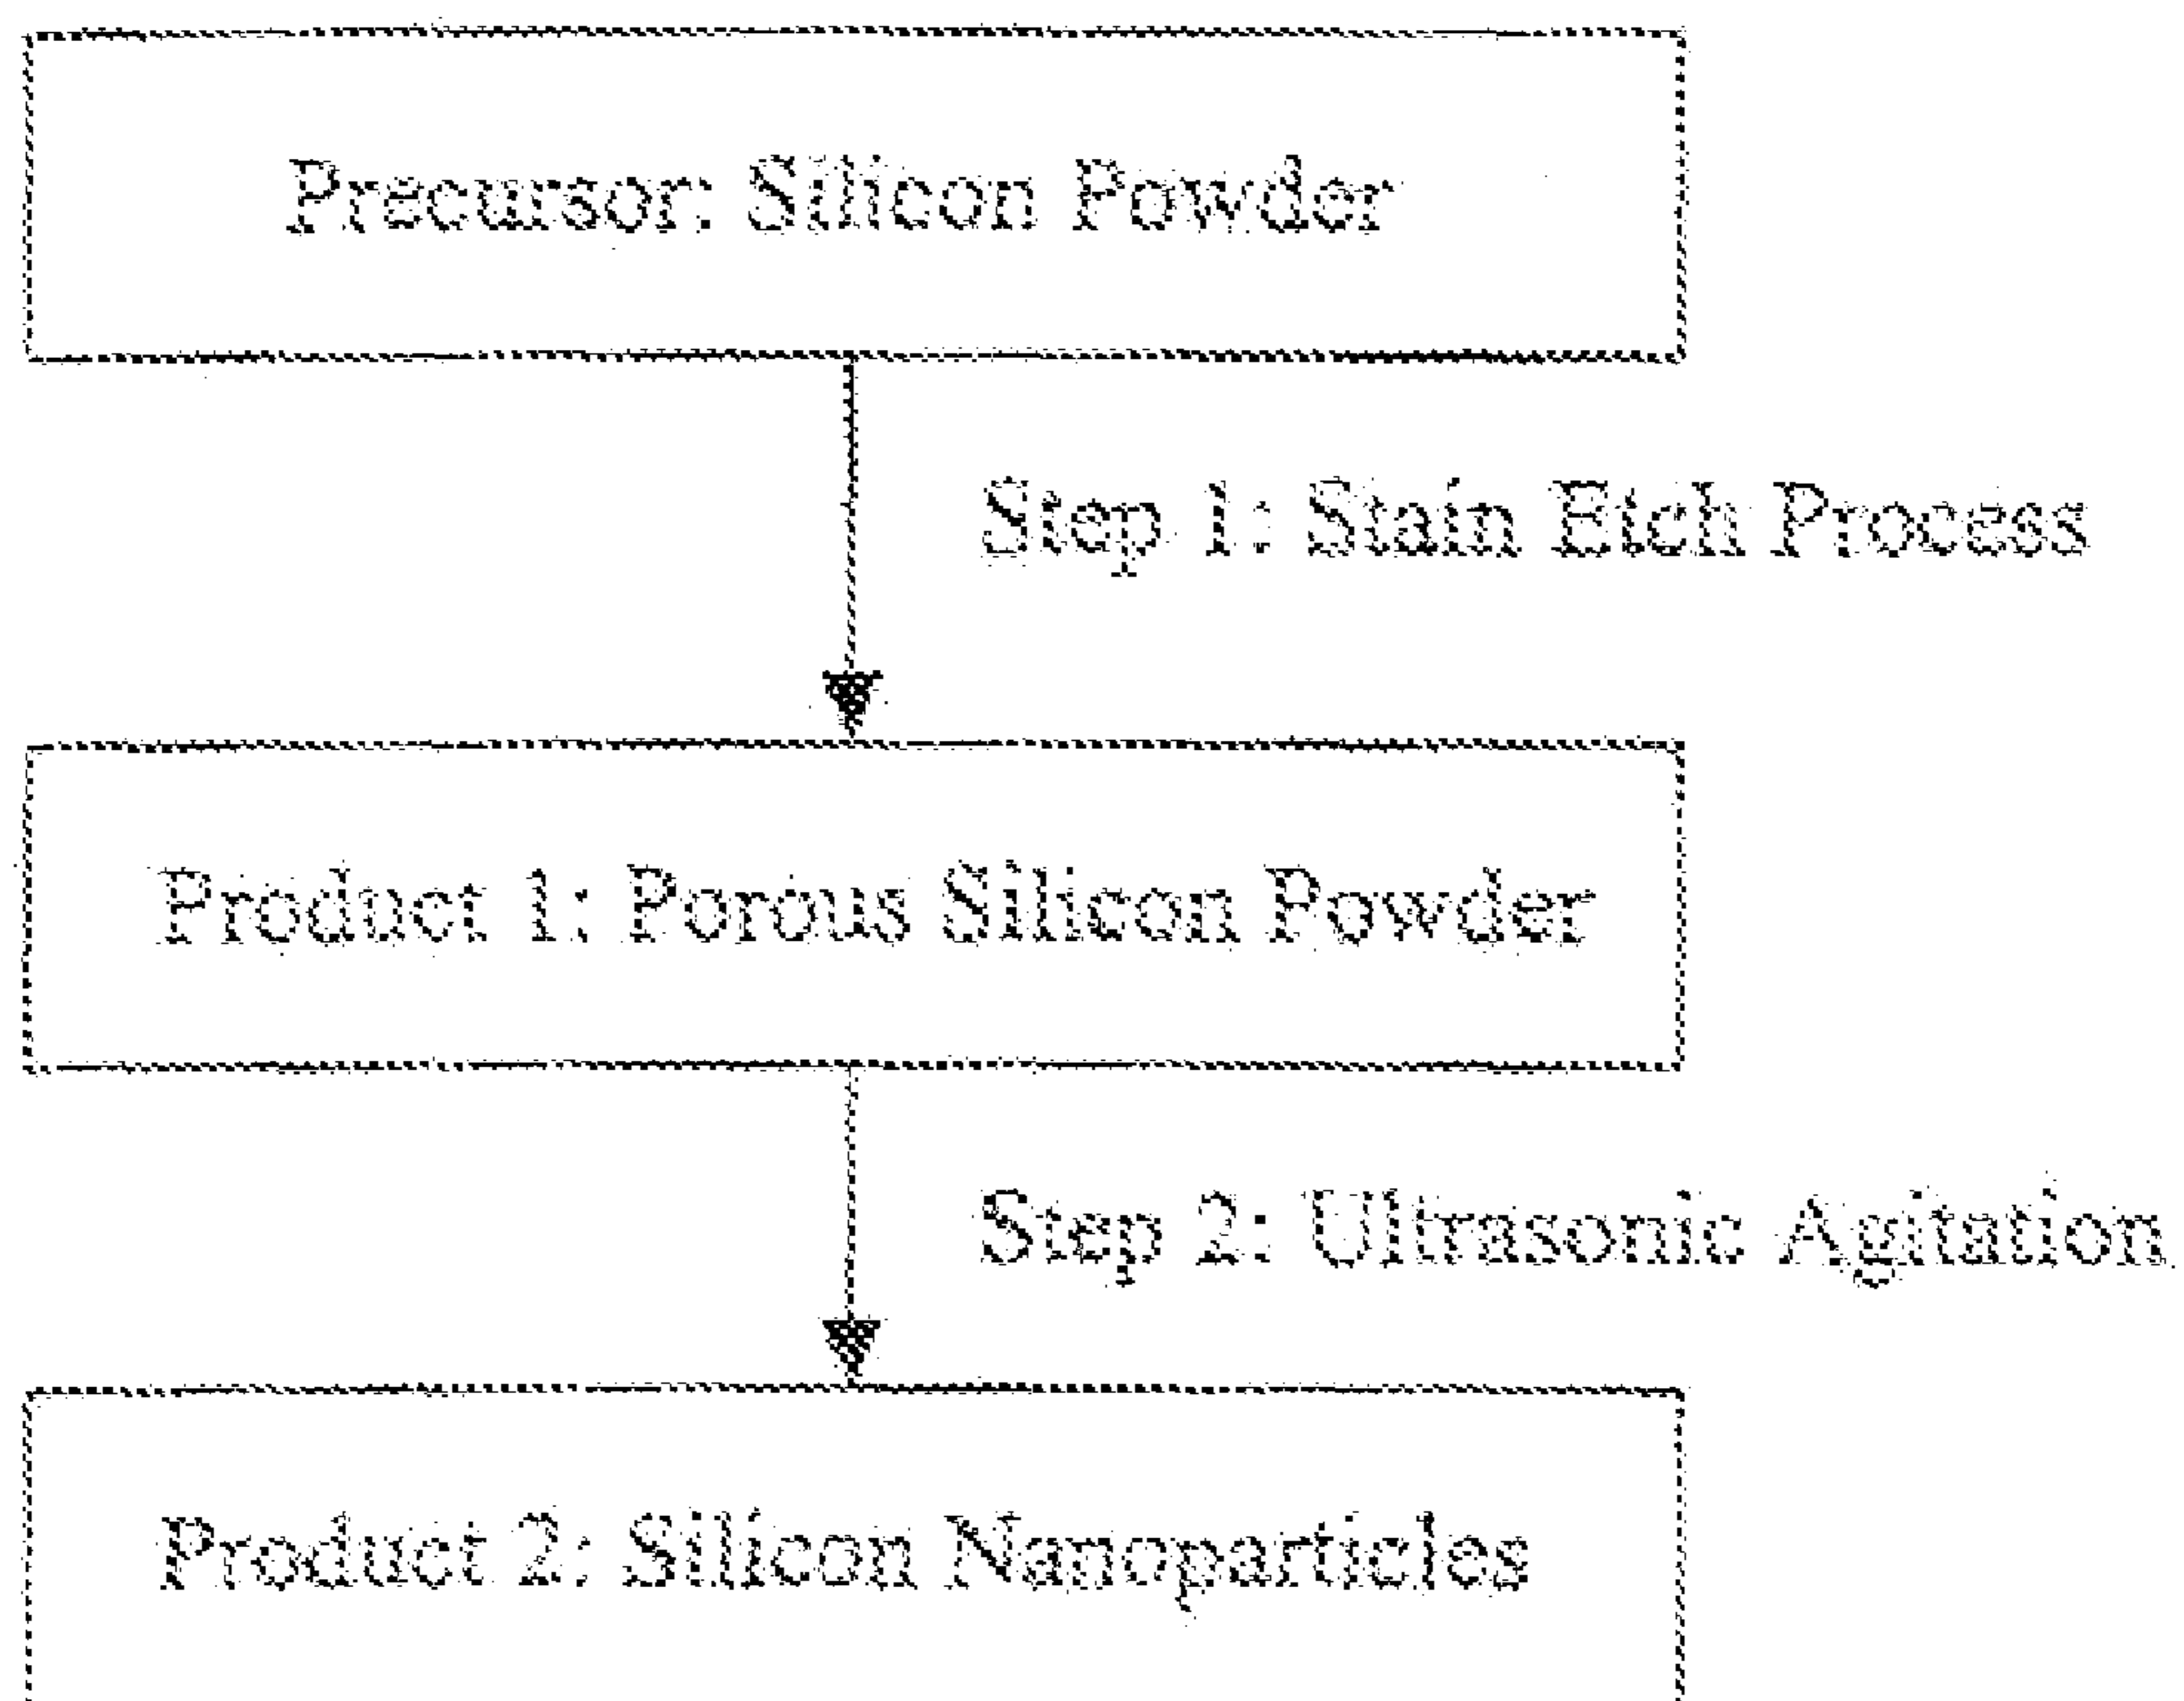 Precursor: Silicon Powder
Step 1: Stain Etch Process
Product 1: Porous Silicon Powder
Step 2: Ultrasonic Agitation
Product 2: Silicon Nanoparticles